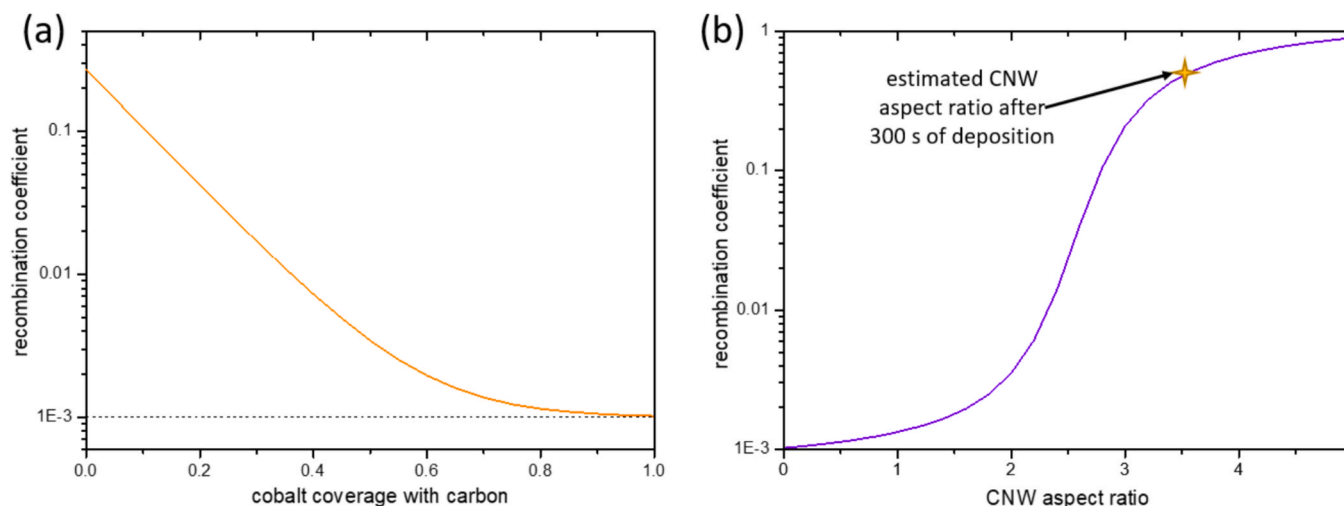 (a)
recombination coefficient
0.1
0.01
1E-3
0.0 0.2 0.4 0.6 0.8 1.0
cobalt coverage with carbon
(b)
recombination coefficient
1
0.1
0.01
1E-3
estimated CNW
aspect ratio after
300 s of deposition
0 1 2 3 4
CNW aspect ratio